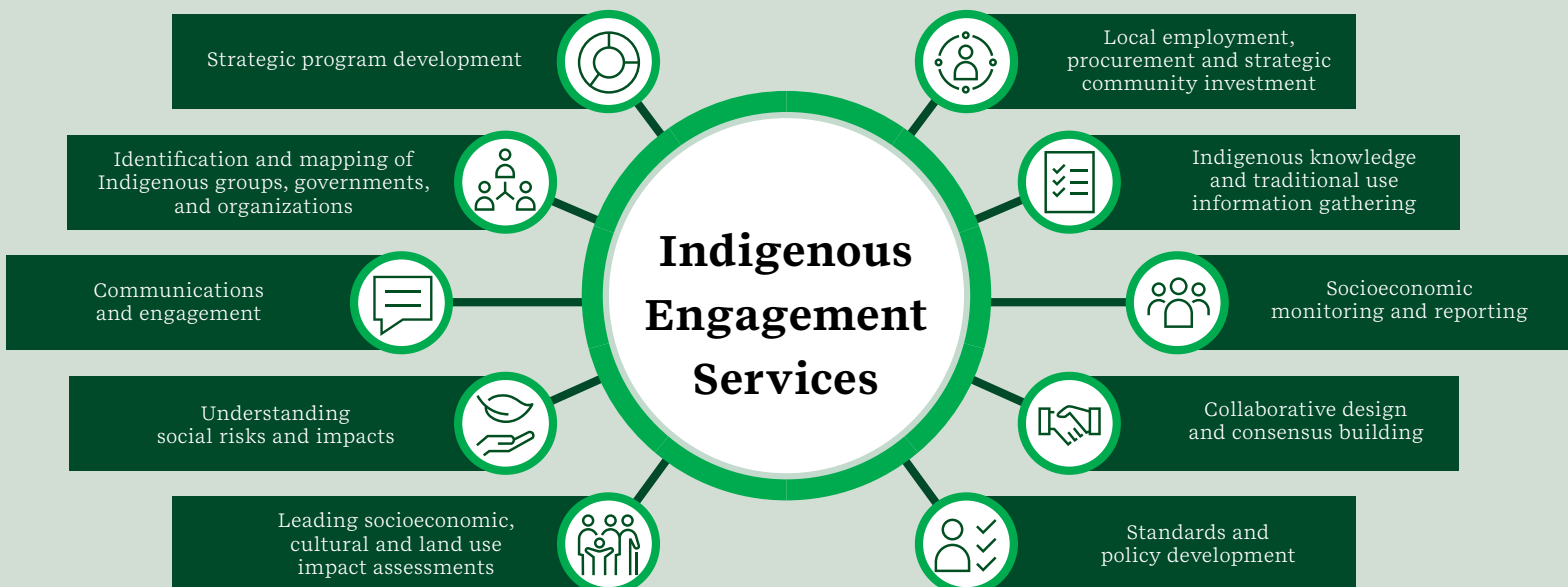 Strategic program development
Identification and mapping of
Indigenous groups, governments,
and organizations
Communications
and engagement
Understanding
social risks and impacts
Leading socioeconomic,
cultural and land use
impact assessments
Indigenous
Engagement
Services
Local employment,
procurement and strategic
community investment
Indigenous knowledge
and traditional use
information gathering
Socioeconomic
monitoring and reporting
Collaborative design
and consensus building
Standards and
policy development